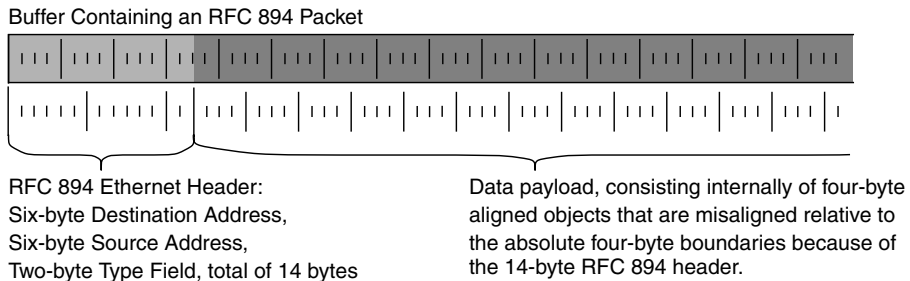 Buffer Containing an RFC 894 Packet
RFC 894 Ethernet Header:
Six-byte Destination Address,
Six-byte Source Address,
Two-byte Type Field, total of 14 bytes
Data payload, consisting internally of four-byte
aligned objects that are misaligned relative to
the absolute four-byte boundaries because of
the 14-byte RFC 894 header.